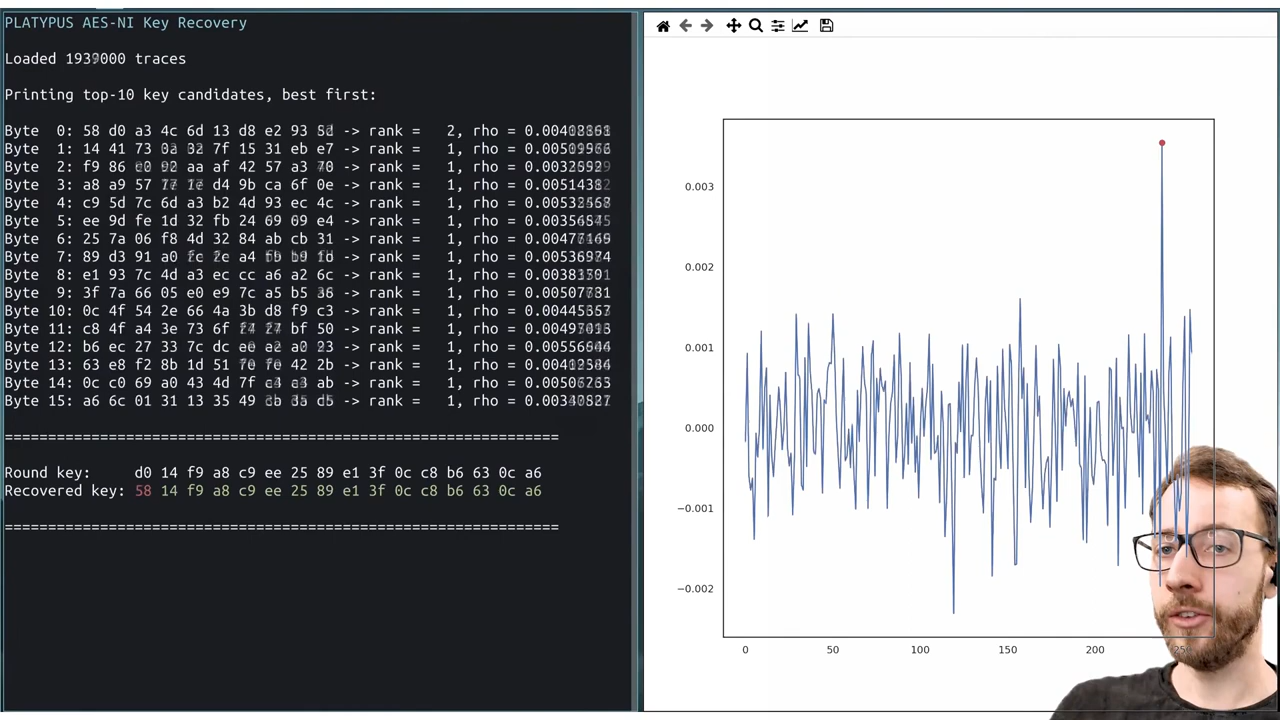 PLATYPUS AES-NI Key Recovery
Loaded traces
Printing top-10 key candidates, best first:
Byte 0: 58 d0 a3 4c 6d 13 d8 e2 93 -> rank = 2, rho =
Byte 1: 14 41 73 7f 15 31 eb e7 -> rank = 1, rho =
Byte 2: f9 86 aa af 42 57 a3 -> rank = 1, rho =
Byte 3: a8 a9 57 d4 9b ca 6f 0e -> rank = 1, rho =
Byte 4: c9 5d 7c 6d a3 b2 4d 93 ec 4c -> rank = 1, rho =
Byte 5: ee 9d fe 1d 32 fb 24 e4 -> rank = 1, rho =
Byte 6: 25 7a 06 f8 4d 32 84 ab cb 31 -> rank = 1, rho =
Byte 7: 89 d3 91 a0 a4 -> rank = 1, rho =
Byte 8: e1 93 7c 4d a3 ec cc a6 a2 6c -> rank = 1, rho =
Byte 9: 3f 7a 66 05 e0 e9 7c a5 b5 -> rank = 1, rho =
Byte 10: 0c 4f 54 2e 66 4a 3b d8 f9 c3 -> rank = 1, rho =
Byte 11: c8 4f a4 3e 73 6f bf 50 -> rank = 1, rho =
Byte 12: b6 ec 27 33 7c dc a0 -> rank = 1, rho =
Byte 13: 63 e8 f2 8b 1d 51 42 2b -> rank = 1, rho =
Byte 14: 0c c0 69 a0 43 4d 7f ab -> rank = 1, rho =
Byte 15: a6 6c 01 31 13 35 49 -> rank = 1, rho =
Round key: d0 14 f9 a8 c9 ee 25 89 e1 3f 0c c8 b6 63 0c a6
Recovered key: 58 14 f9 a8 c9 ee 25 89 e1 3f 0c c8 b6 63 0c a6
0.003
0.002
0.001
0.000
−0.001
−0.002
0 50 100 150 200